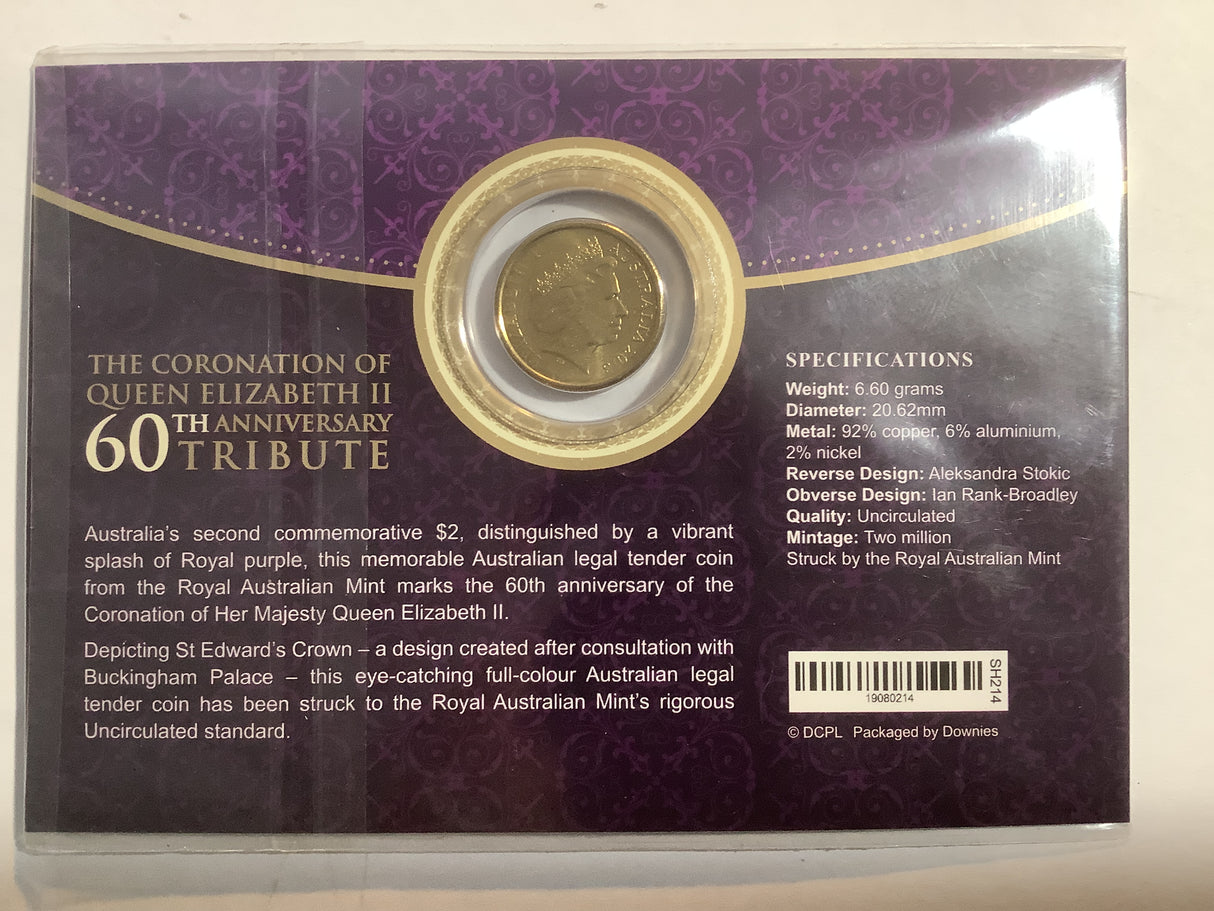 THE CORONATION OF
QUEEN ELIZABETH II
60TH ANNIVERSARY
TRIBUTE
Australia's second commemorative $2, distinguished by a vibrant
splash of Royal purple, this memorable Australian legal tender coin
from the Royal Australian Mint marks the 60th anniversary of the
Coronation of Her Majesty Queen Elizabeth II.
Depicting St Edward's Crown – a design created after consultation with
Buckingham Palace – this eye-catching full-colour Australian legal
tender coin has been struck to the Royal Australian Mint's rigorous
Uncirculated standard.
AUSTRALIA
SPECIFICATIONS
Weight: 6.60 grams
Diameter: 20.62mm
Metal: 92% copper, 6% aluminium,
2% nickel
Reverse Design: Aleksandra Stokic
Obverse Design: Ian Rank-Broadley
Quality: Uncirculated
Mintage: Two million
Struck by the Royal Australian Mint
19080214
SH214
© DCPL Packaged by Downies